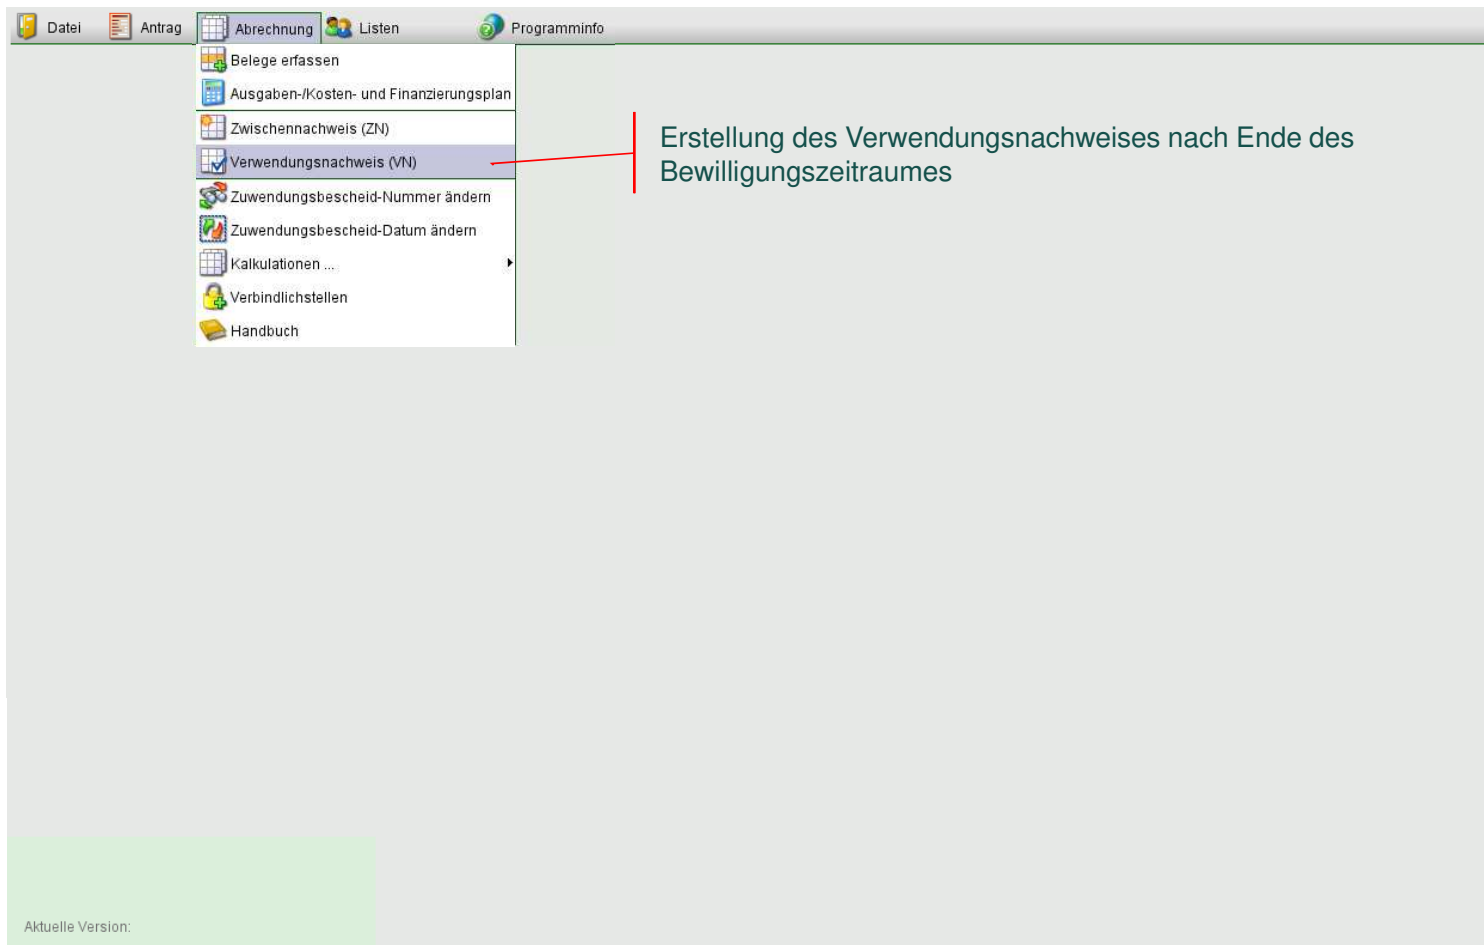 Datei Antrag Abrechnung Listen Programminfo
Belege erfassen
Ausgaben-/Kosten- und Finanzierungsplan
Zwischennachweis (ZN)
Verwendungsnachweis (VN)
Zuwendungsbescheid-Nummer ändern
Zuwendungsbescheid-Datum ändern
Kalkulationen ...
Verbindlichstellen
Handbuch
Erstellung des Verwendungsnachweises nach Ende des
Bewilligungszeitraumes
Aktuelle Version: